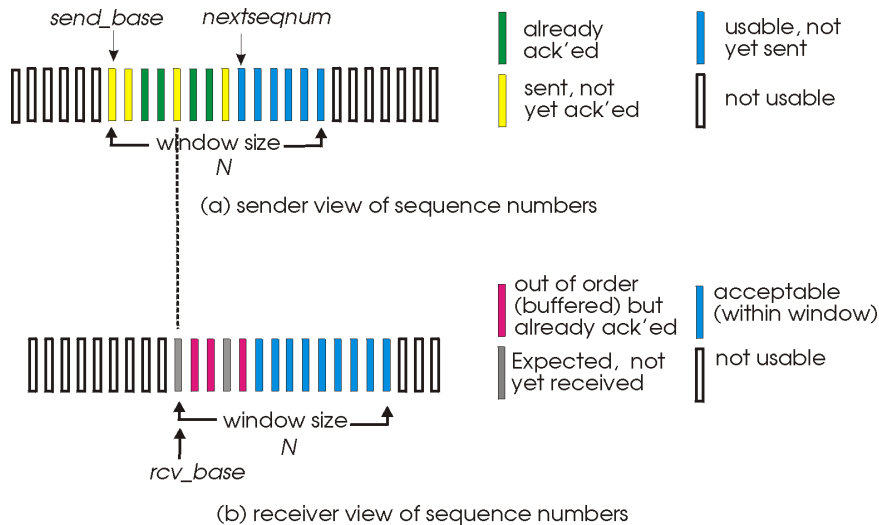 send_base
nextseqnum
already
ack'ed
usable, not
yet sent
sent, not
yet ack'ed
not usable
window size
N
(a) sender view of sequence numbers
out of order
(buffered) but
already ack'ed
acceptable
(within window)
Expected, not
yet received
not usable
window size
N
rcv_base
(b) receiver view of sequence numbers